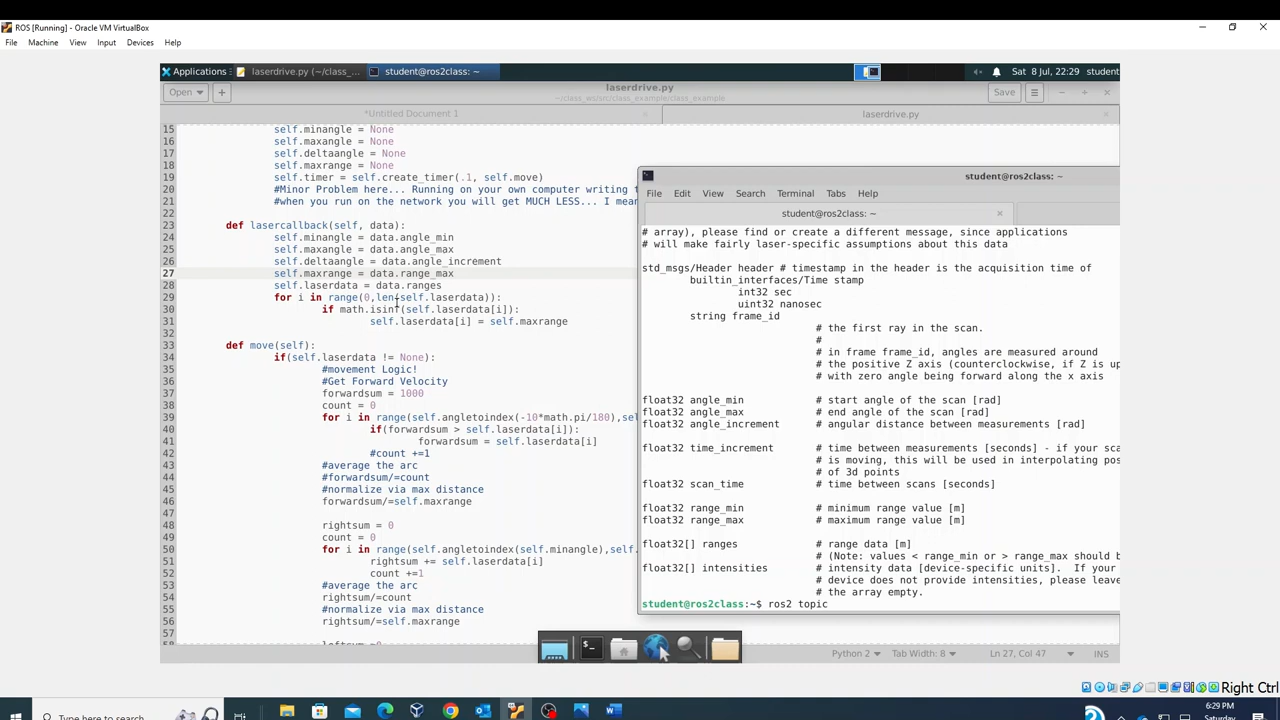 ROS [Running] - Oracle VM VirtualBox
File Machine View Input Devices Help
Applications
laserdrive.py (~/class_...
student@ros2class: ~
Sat 8 Jul, 22:29 student
Open
laserdrive.py
~/class_ws/src/class_example/class_example
Save
*Untitled Document 1
laserdrive.py
15 self.minangle = None
16 self.maxangle = None
17 self.deltaangle = None
18 self.maxrange = None
19 self.timer = self.create_timer(.1, self.move)
20 #Minor Problem here... Running on your own computer writing t
21 #when you run on the network you will get MUCH LESS... I mean
22
23 def lasercallback(self, data):
24 self.minangle = data.angle_min
25 self.maxangle = data.angle_max
26 self.deltaangle = data.angle_increment
27 self.maxrange = data.range_max
28 self.laserdata = data.ranges
29 for i in range(0,len(self.laserdata)):
30 if math.isinf(self.laserdata[i]):
31 self.laserdata[i] = self.maxrange
32
33 def move(self):
34 if(self.laserdata != None):
35 #movement Logic!
36 #Get Forward Velocity
37 forwardsum = 1000
38 count = 0
39 for i in range(self.angletoindex(-10*math.pi/180),se
40 if(forwardsum > self.laserdata[i]):
41 forwardsum = self.laserdata[i]
42 #count +=1
43 #average the arc
44 #forwardsum/=count
45 #normalize via max distance
46 forwardsum/=self.maxrange
47
48 rightsum = 0
49 count = 0
50 for i in range(self.angletoindex(self.minangle),self
51 rightsum += self.laserdata[i]
52 count +=1
53 #average the arc
54 rightsum/=count
55 #normalize via max distance
56 rightsum/=self.maxrange
57
student@ros2class: ~
File Edit View Search Terminal Tabs Help
student@ros2class: ~
# array), please find or create a different message, since applications
# will make fairly laser-specific assumptions about this data
std_msgs/Header header # timestamp in the header is the acquisition time of
builtin_interfaces/Time stamp
int32 sec
uint32 nanosec
string frame_id
# the first ray in the scan.
#
# in frame frame_id, angles are measured around
# the positive Z axis (counterclockwise, if Z is up
# with zero angle being forward along the x axis
float32 angle_min # start angle of the scan [rad]
float32 angle_max # end angle of the scan [rad]
float32 angle_increment # angular distance between measurements [rad]
float32 time_increment # time between measurements [seconds] - if your sca
# is moving, this will be used in interpolating pos
# of 3d points
float32 scan_time # time between scans [seconds]
float32 range_min # minimum range value [m]
float32 range_max # maximum range value [m]
float32[] ranges # range data [m]
# (Note: values < range_min or > range_max should b
float32[] intensities # intensity data [device-specific units]. If your
# device does not provide intensities, please leave
# the array empty.
student@ros2class:~$ ros2 topic
Python 2 Tab Width: 8 Ln 27, Col 47 INS
Right Ctrl
Type here to search
6:29 PM
Saturday